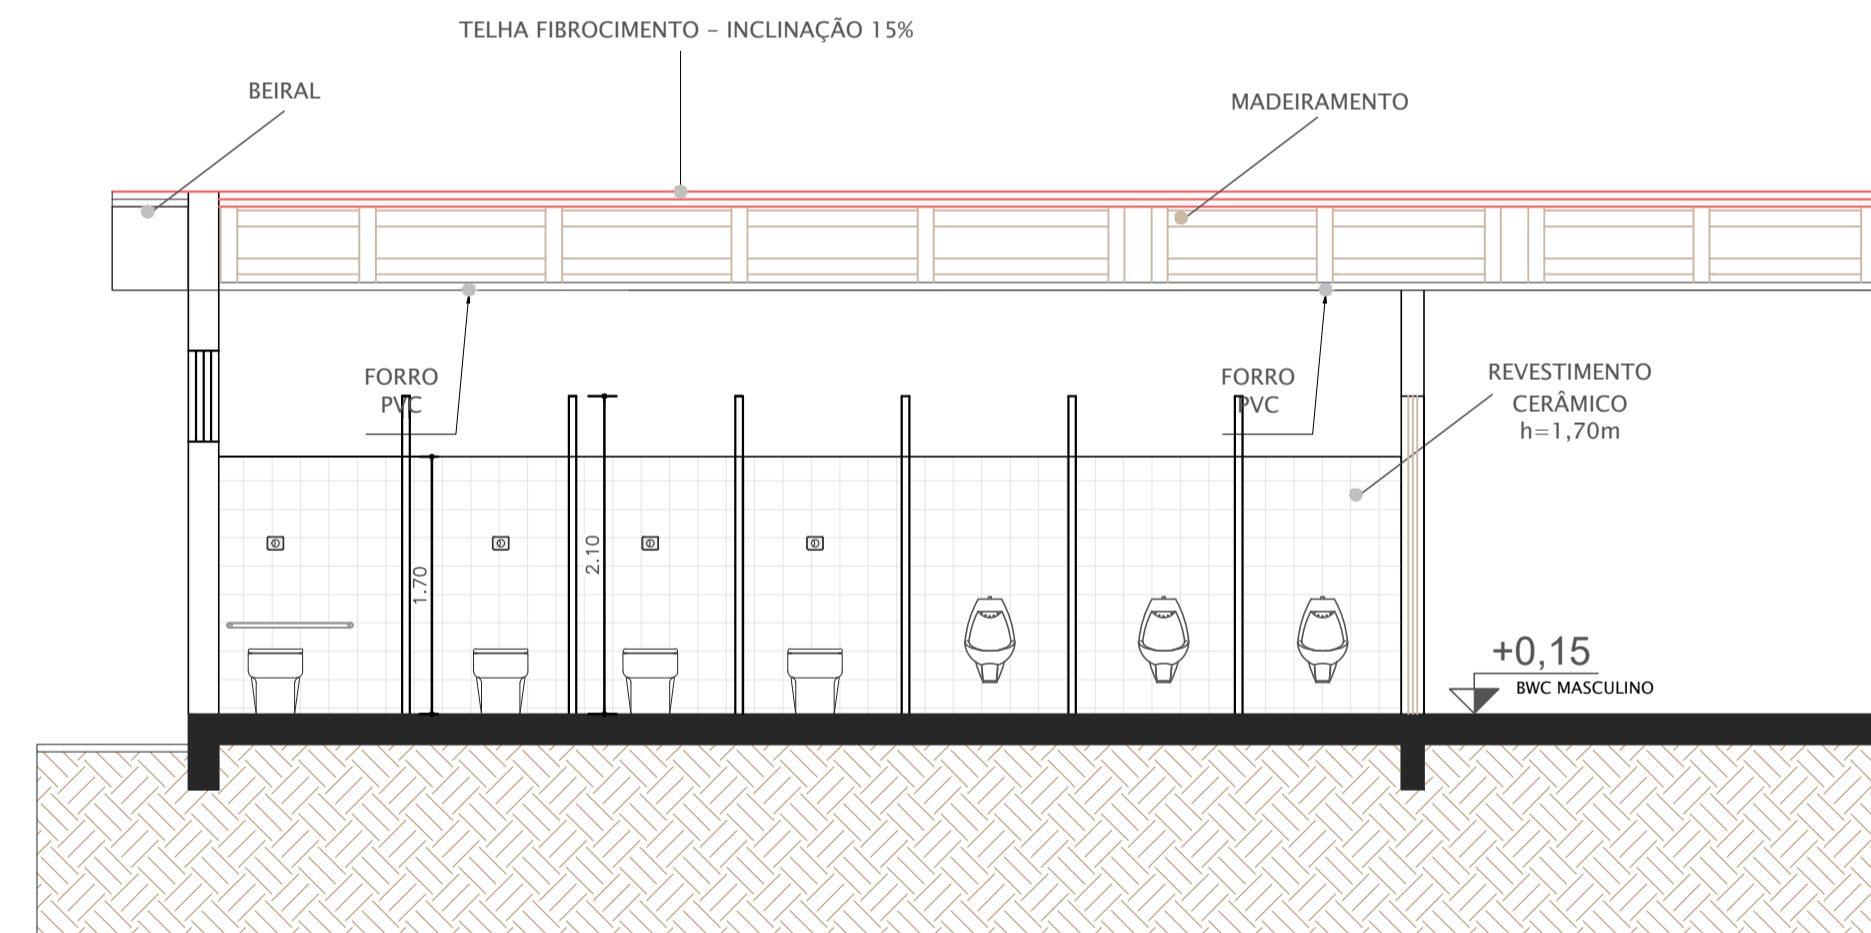 TELHA FIBROCIMENTO – INCLINAÇÃO 15%
BEIRAL
MADEIRAMENTO
FORRO
PVC
FORRO
PVC
REVESTIMENTO
CERÂMICO
h=1,70m
1.70
2.10
+0,15
BWC MASCULINO